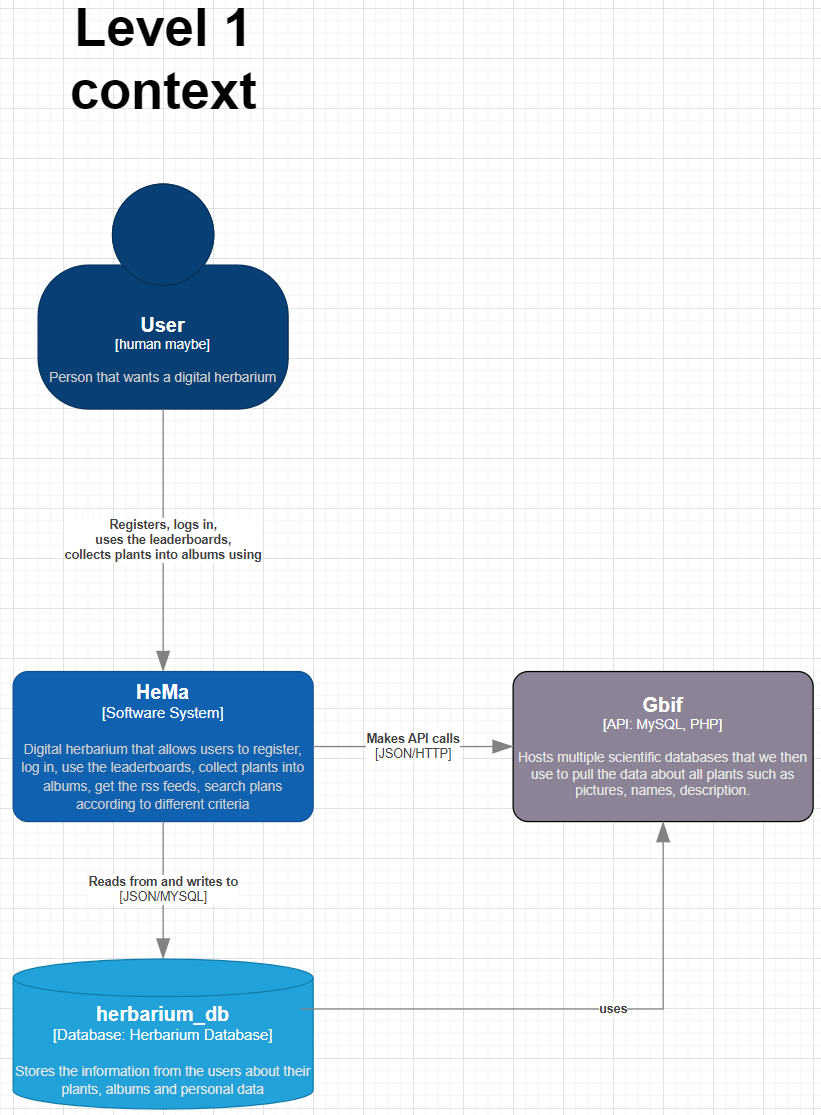 Level 1
context
User
[human maybe]
Person that wants a digital herbarium
Registers, logs in,
uses the leaderboards,
collects plants into albums using
HeMa
[Software System]
Digital herbarium that allows users to register,
log in, use the leaderboards, collect plants into
albums, get the rss feeds, search plans
according to different criteria
Makes API calls
[JSON/HTTP]
Gbif
[API: MySQL, PHP]
Hosts multiple scientific databases that we then
use to pull the data about all plants such as
pictures, names, description.
Reads from and writes to
[JSON/MYSQL]
herbarium_db
[Database: Herbarium Database]
Stores the information from the users about their
plants, albums and personal data
uses